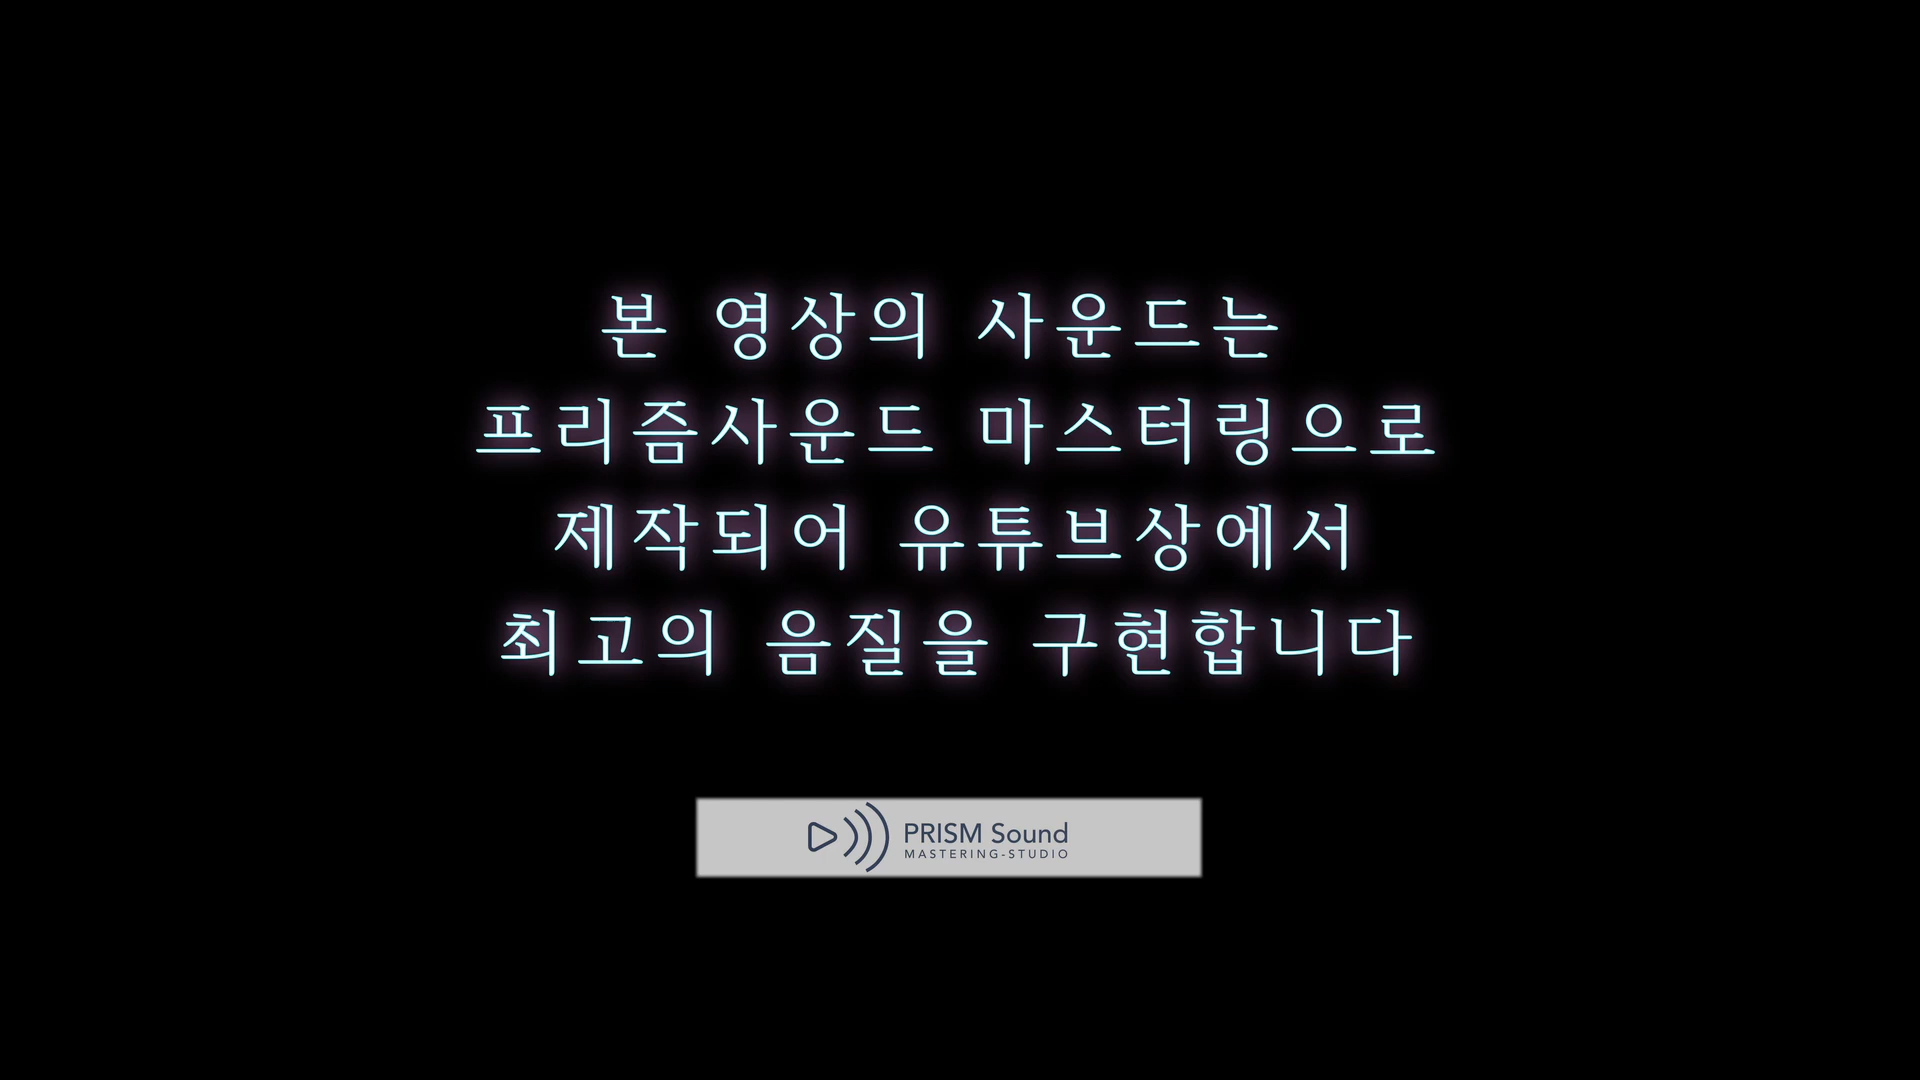 본 영상의 사운드는
프리즘사운드 마스터링으로
제작되어 유튜브상에서
최고의 음질을 구현합니다
PRISM Sound
MASTERING-STUDIO